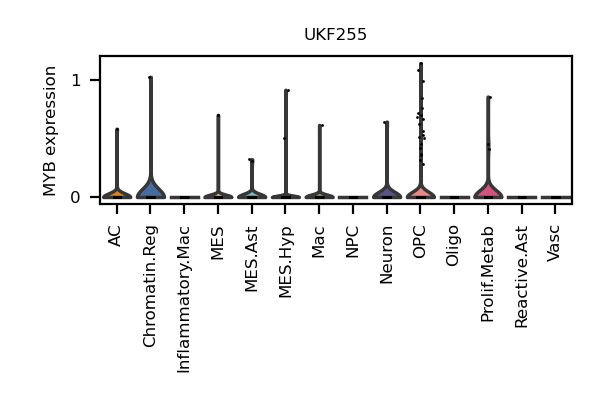 UKF255
MYB expression
1
0
AC
Chromatin.Reg
Inflammatory.Mac
MES
MES.Ast
MES.Hyp
Mac
NPC
Neuron
OPC
Oligo
Prolif.Metab
Reactive.Ast
Vasc